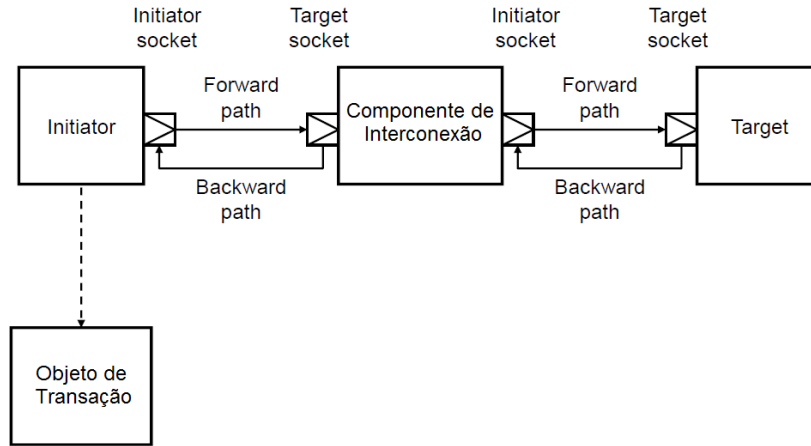 Initiator
socket
Target
socket
Initiator
socket
Target
socket
Initiator
Forward
path
Backward
path
Componente de
Interconexão
Forward
path
Backward
path
Target
Objeto de
Transação